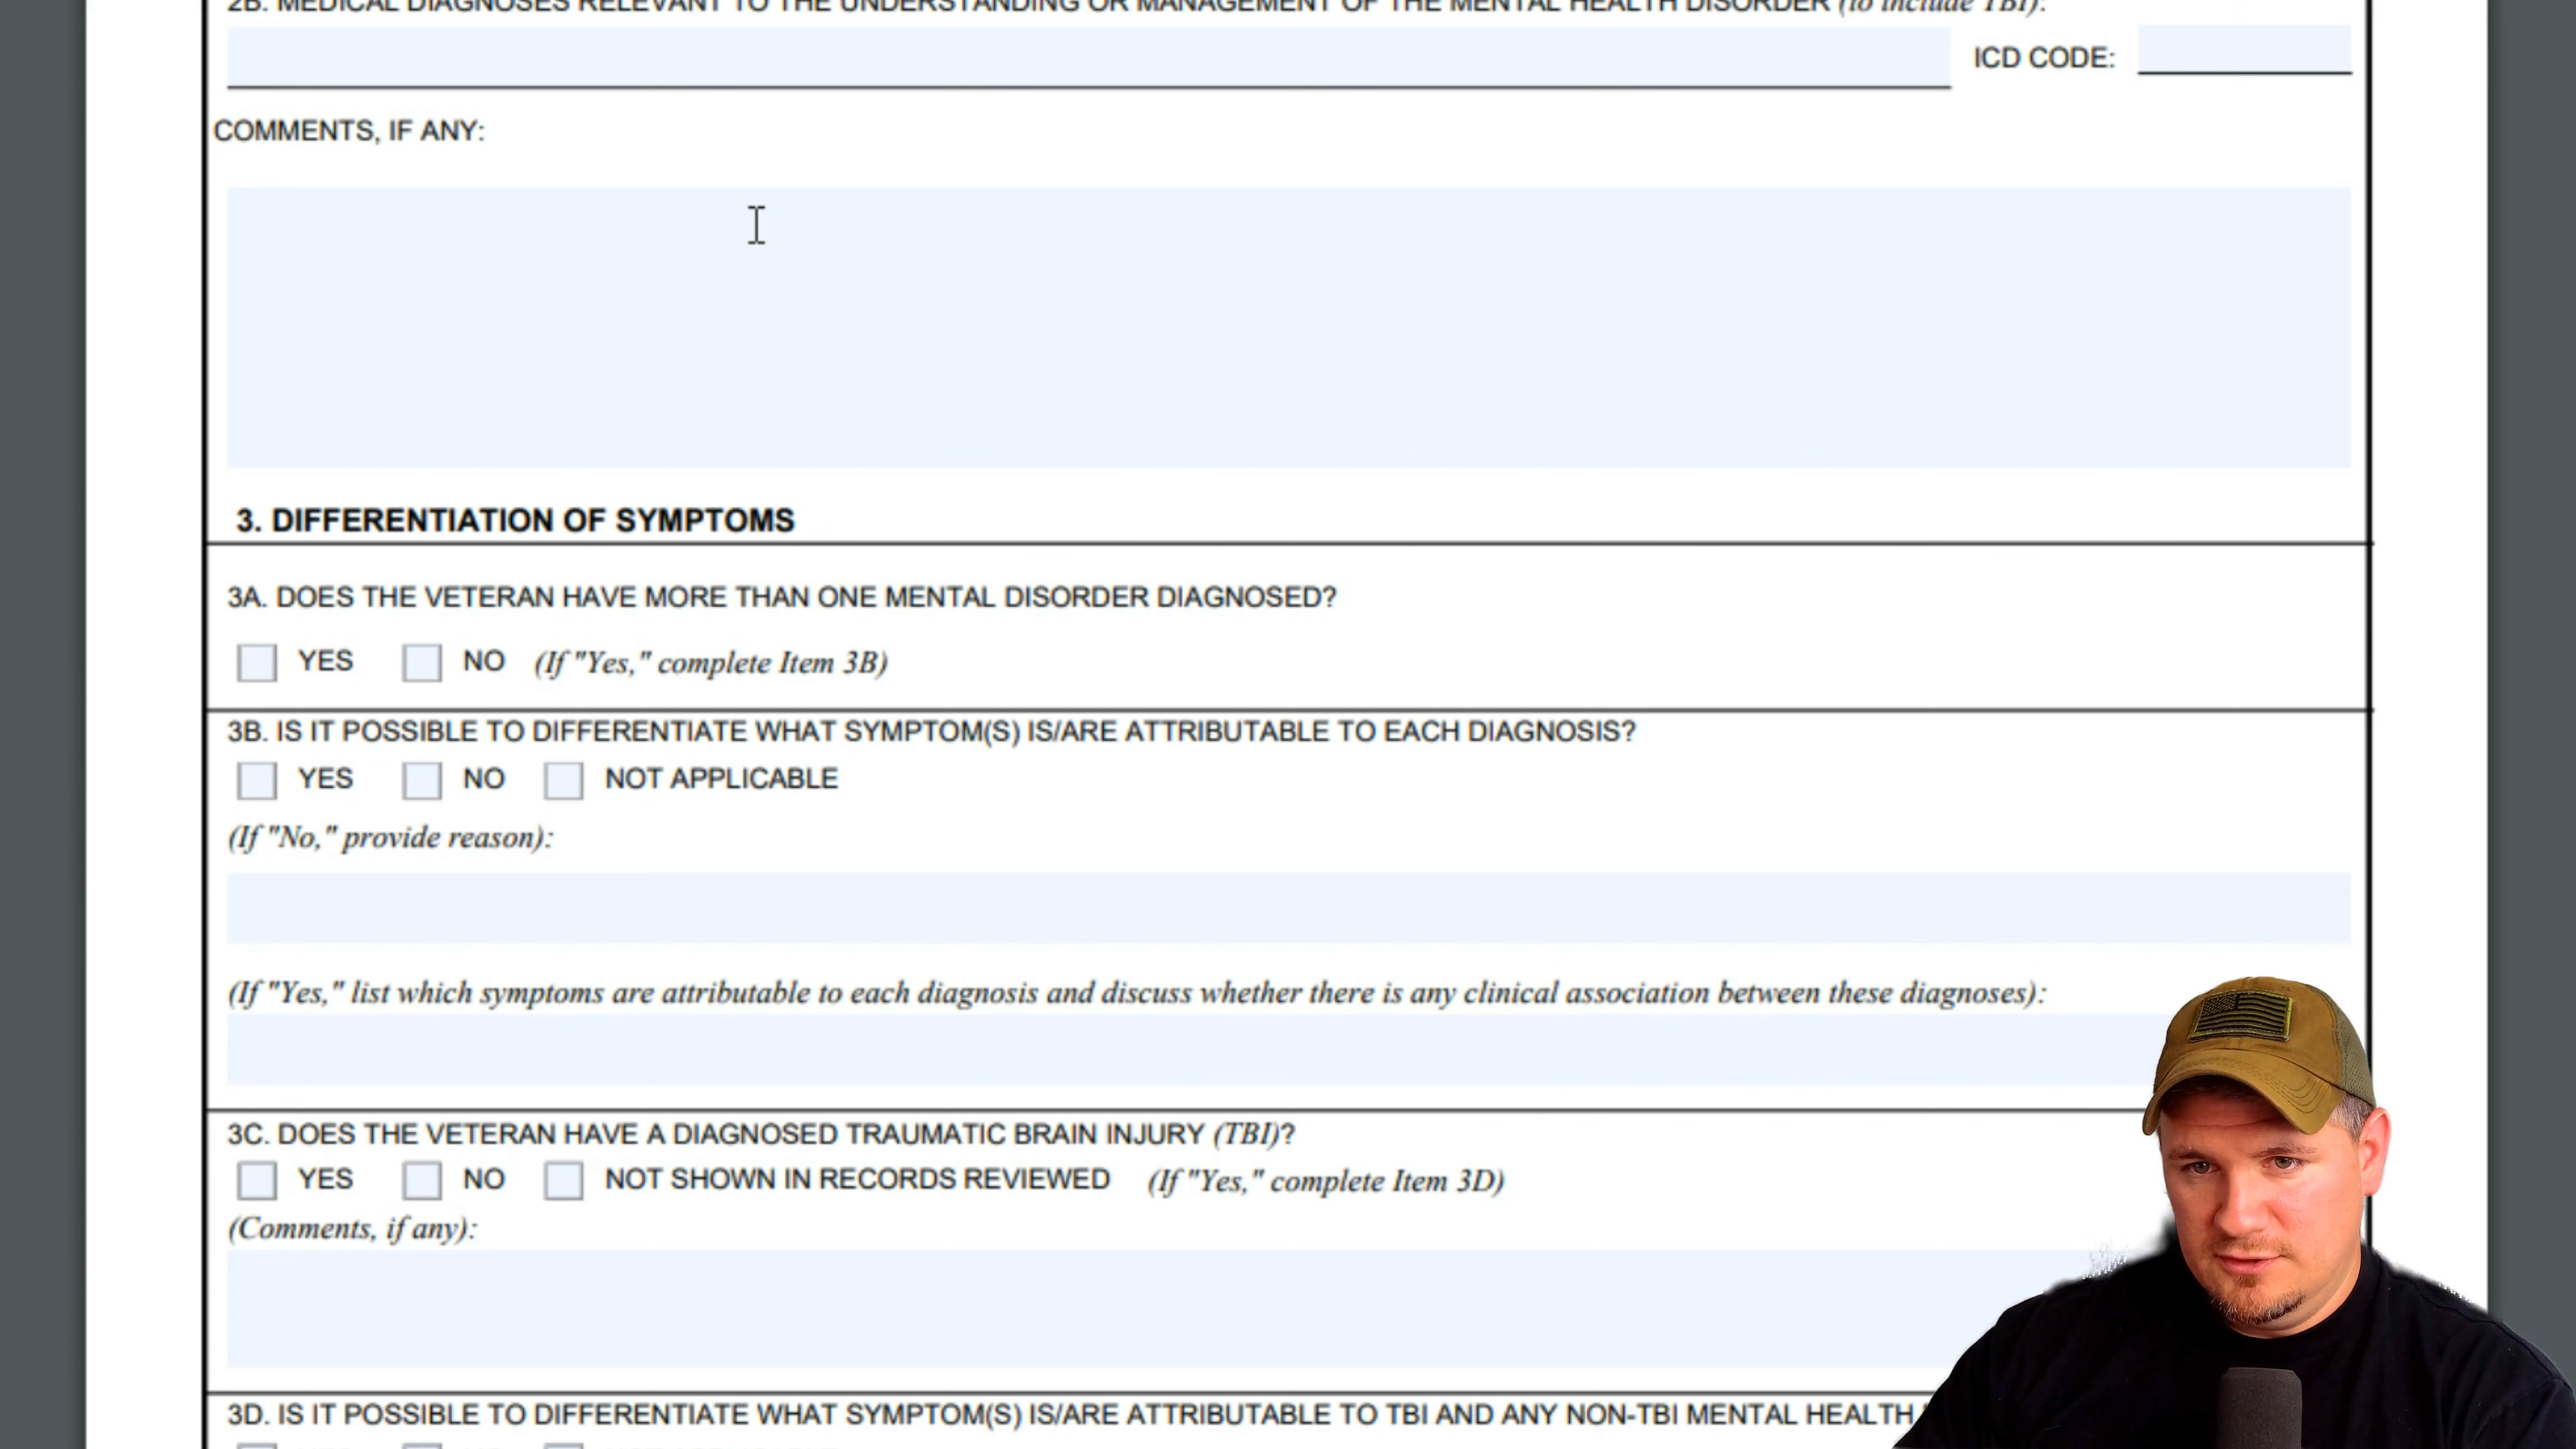 2B. MEDICAL DIAGNOSES RELEVANT TO THE UNDERSTANDING OR MANAGEMENT OF THE MENTAL HEALTH DISORDER (to include TBI):
ICD CODE:
COMMENTS, IF ANY:
3. DIFFERENTIATION OF SYMPTOMS
3A. DOES THE VETERAN HAVE MORE THAN ONE MENTAL DISORDER DIAGNOSED?
YES NO (If "Yes," complete Item 3B)
3B. IS IT POSSIBLE TO DIFFERENTIATE WHAT SYMPTOM(S) IS/ARE ATTRIBUTABLE TO EACH DIAGNOSIS?
YES NO NOT APPLICABLE
(If "No," provide reason):
(If "Yes," list which symptoms are attributable to each diagnosis and discuss whether there is any clinical association between these diagnoses):
3C. DOES THE VETERAN HAVE A DIAGNOSED TRAUMATIC BRAIN INJURY (TBI)?
YES NO NOT SHOWN IN RECORDS REVIEWED (If "Yes," complete Item 3D)
(Comments, if any):
3D. IS IT POSSIBLE TO DIFFERENTIATE WHAT SYMPTOM(S) IS/ARE ATTRIBUTABLE TO TBI AND ANY NON-TBI MENTAL HEALTH